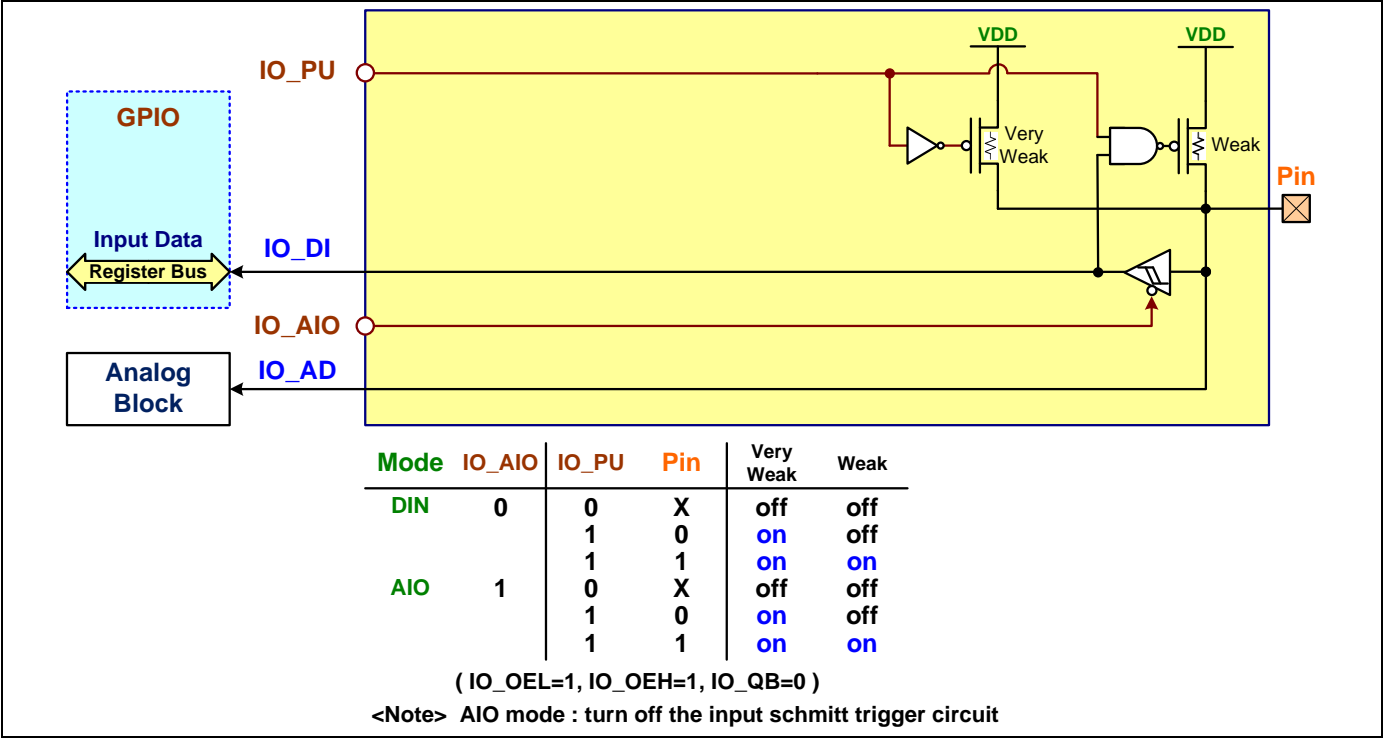 VDD
VDD
IO_PU
GPIO
Very
Weak
Weak
Pin
Input Data
IO_DI
Register Bus
IO_AIO
Analog
Block
IO_AD
Mode IO_AIO IO_PU Pin Very Weak Weak
DIN 0 0 X off off
1 0 on off
1 1 on on
AIO 1 0 X off off
1 0 on off
1 1 on on
( IO_OEL=1, IO_OEH=1, IO_QB=0 )
<Note> AIO mode : turn off the input schmitt trigger circuit